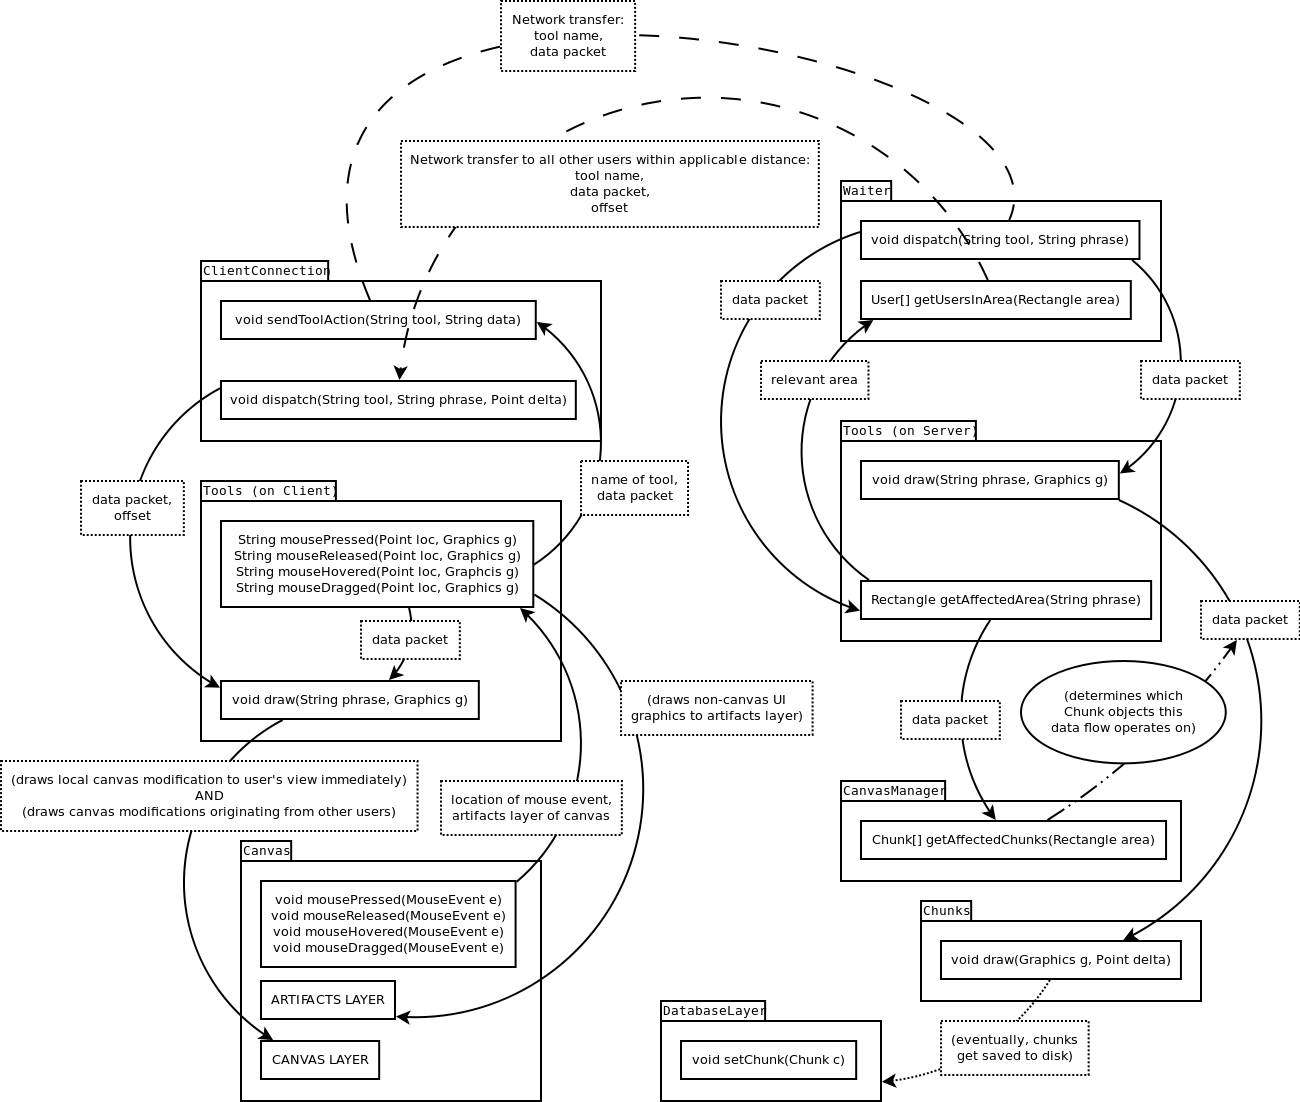 Network transfer:
tool name,
data packet
Network transfer to all other users within applicable distance:
tool name,
data packet,
offset
Waiter
void dispatch(String tool, String phrase)
User[] getUsersInArea(Rectangle area)
data packet
relevant area
data packet
ClientConnection
void sendToolAction(String tool, String data)
void dispatch(String tool, String phrase, Point delta)
data packet,
offset
name of tool,
data packet
Tools (on Client)
String mousePressed(Point loc, Graphics g)
String mouseReleased(Point loc, Graphics g)
String mouseHovered(Point loc, Graphcis g)
String mouseDragged(Point loc, Graphics g)
data packet
void draw(String phrase, Graphics g)
Tools (on Server)
void draw(String phrase, Graphics g)
Rectangle getAffectedArea(String phrase)
data packet
(draws non-canvas UI
graphics to artifacts layer)
data packet
(determines which
Chunk objects this
data flow operates on)
(draws local canvas modification to user's view immediately)
AND
(draws canvas modifications originating from other users)
location of mouse event,
artifacts layer of canvas
CanvasManager
Chunk[] getAffectedChunks(Rectangle area)
Canvas
void mousePressed(MouseEvent e)
void mouseReleased(MouseEvent e)
void mouseHovered(MouseEvent e)
void mouseDragged(MouseEvent e)
ARTIFACTS LAYER
CANVAS LAYER
Chunks
void draw(Graphics g, Point delta)
DatabaseLayer
void setChunk(Chunk c)
(eventually, chunks
get saved to disk)